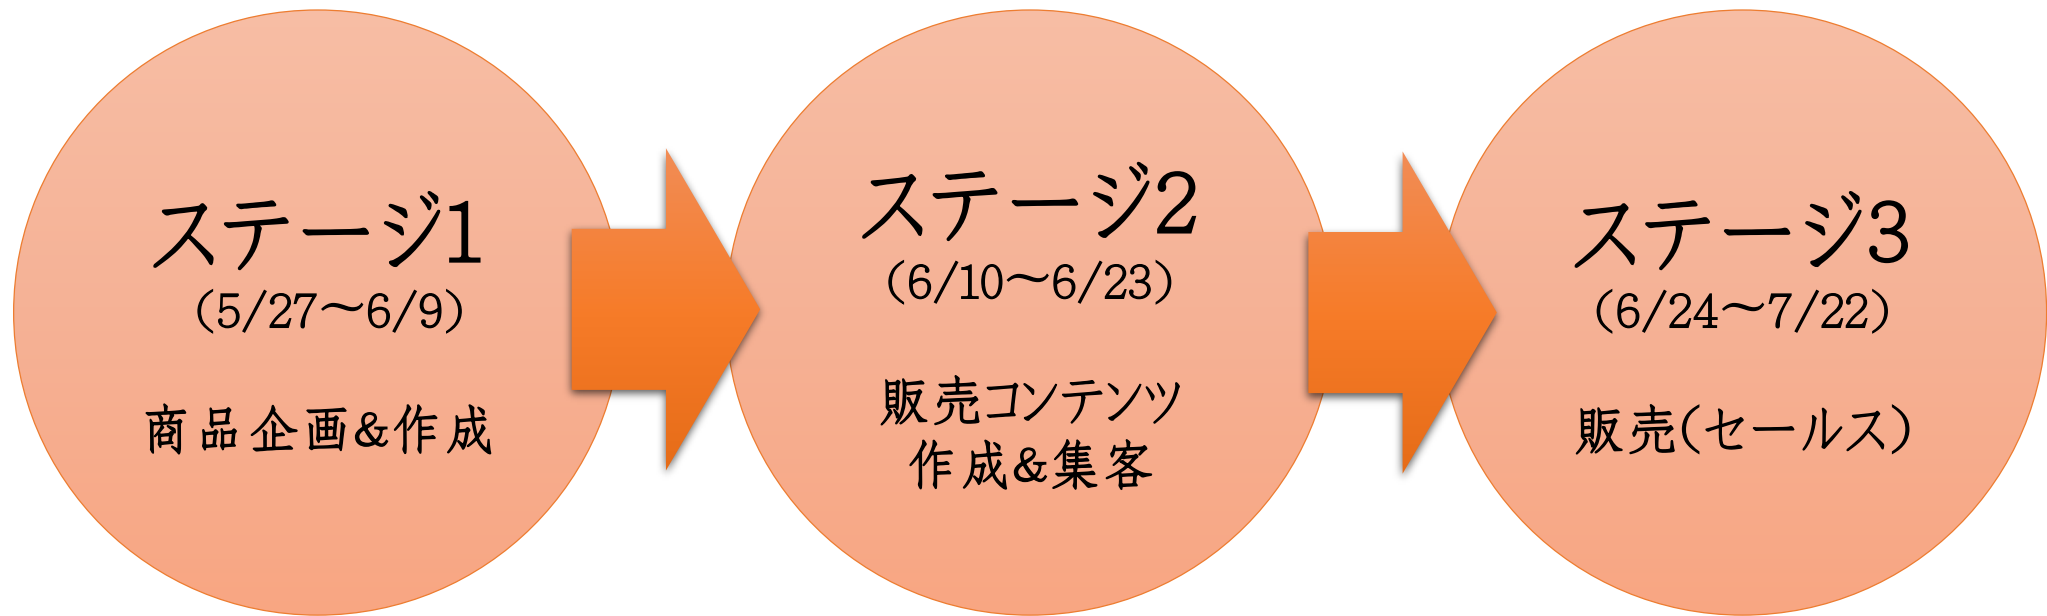 ステージ1
(5/27～6/9)
商品企画&作成
ステージ2
(6/10～6/23)
販売コンテンツ
作成&集客
ステージ3
(6/24～7/22)
販売(セールス)